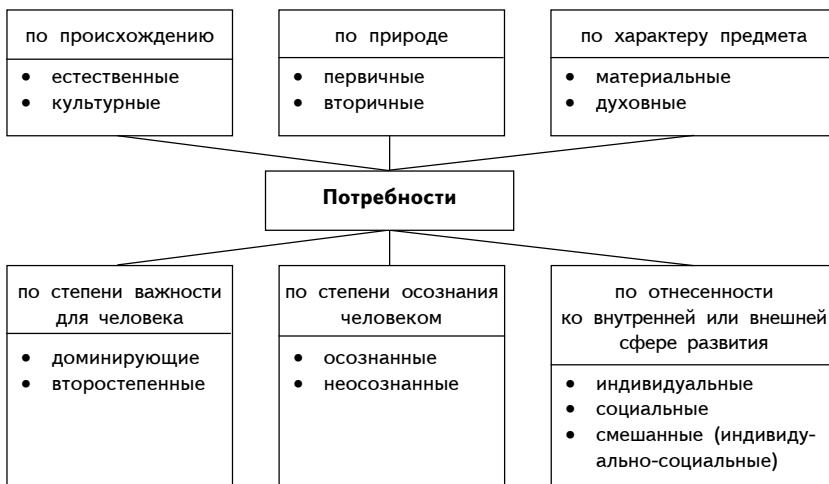 по происхождению
• естественные
• культурные
по природе
• первичные
• вторичные
по характеру предмета
• материальные
• духовные
Потребности
по степени важности
для человека
• доминирующие
• второстепенные
по степени осознания
человеком
• осознанные
• неосознанные
по отнесенности
ко внутренней или внешней
сфере развития
• индивидуальные
• социальные
• смешанные (индивиду-
ально-социальные)